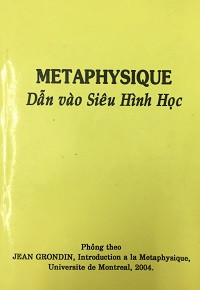 METAPHYSIQUE
Dẫn vào Siêu Hình Học
Phỏng theo
JEAN GRONDIN, Introduction a la Metaphysique,
Universite de Montreal, 2004.